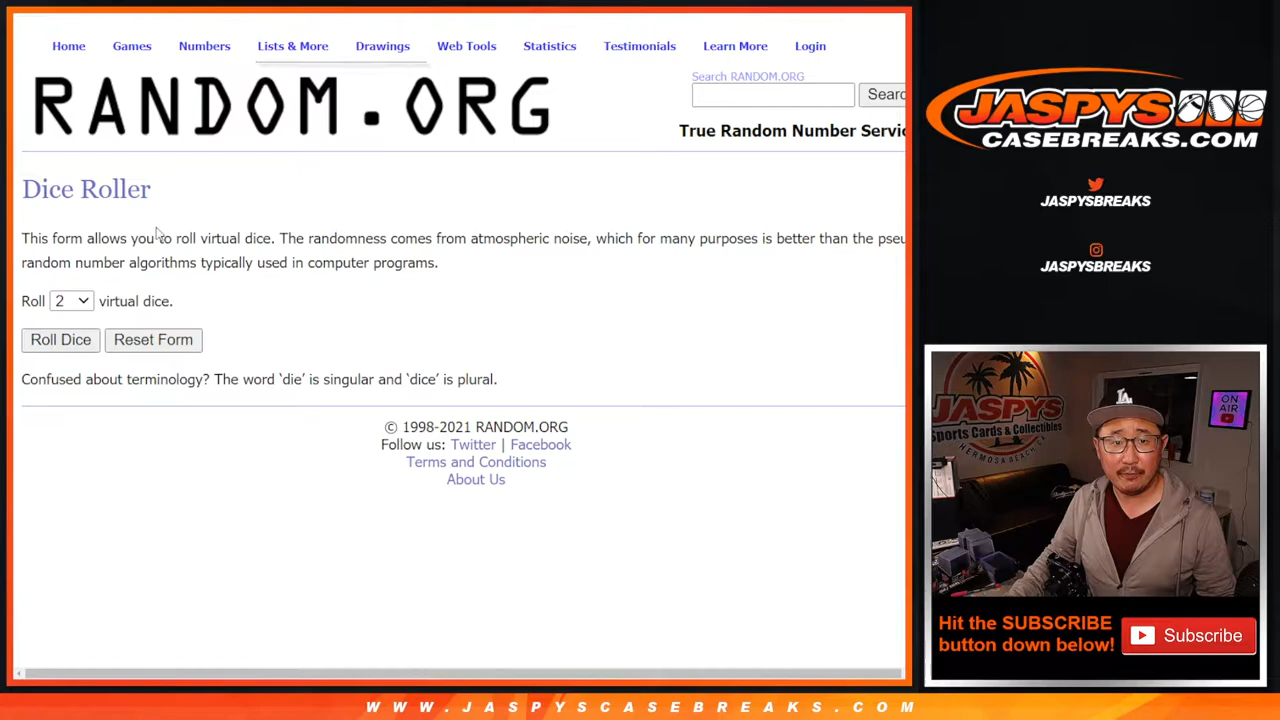 Home Games Numbers Lists & More Drawings Web Tools Statistics Testimonials Learn More Login
RANDOM.ORG
Search RANDOM.ORG
True Random Number
Dice Roller
This form allows you to roll virtual dice. The randomness comes from atmospheric noise, which for many purposes is better than the
random number algorithms typically used in computer programs.
Roll 2 virtual dice.
Roll Dice Reset Form
Confused about terminology? The word ‘die’ is singular and ‘dice’ is plural.
© 1998-2021 RANDOM.ORG
Follow us: Twitter | Facebook
Terms and Conditions
About Us
JASPYS
CASEBREAKS.COM
JASPYSBREAKS
JASPYSBREAKS
JASPYS
Sports Cards & Collectibles
HERMOSA BEACH, CA
ON
AIR
LA
Hit the SUBSCRIBE
button down below!
Subscribe
WWW.JASPYSCASEBREAKS.COM